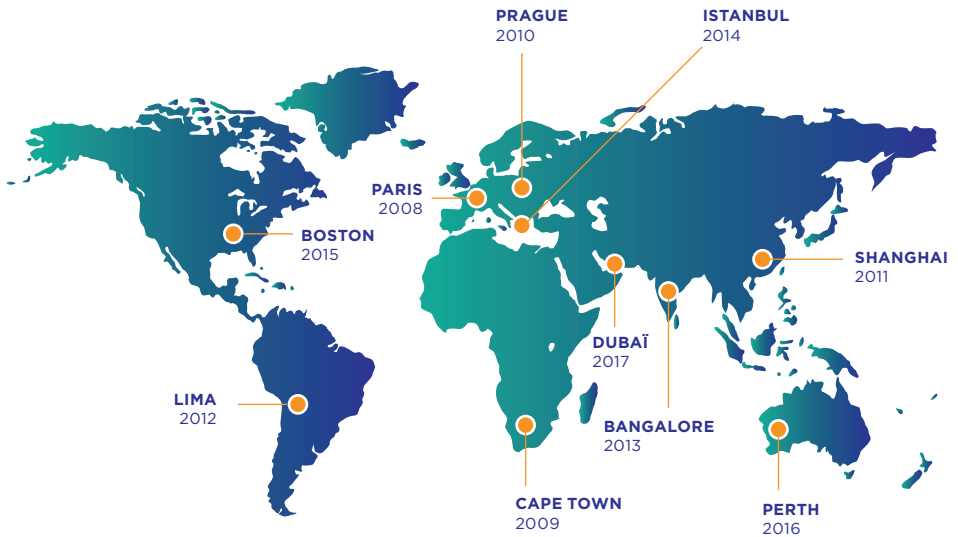 PRAGUE
2010
ISTANBUL
2014
PARIS
2008
BOSTON
2015
SHANGHAI
2011
DUBAÏ
2017
LIMA
2012
BANGALORE
2013
CAPE TOWN
2009
PERTH
2016